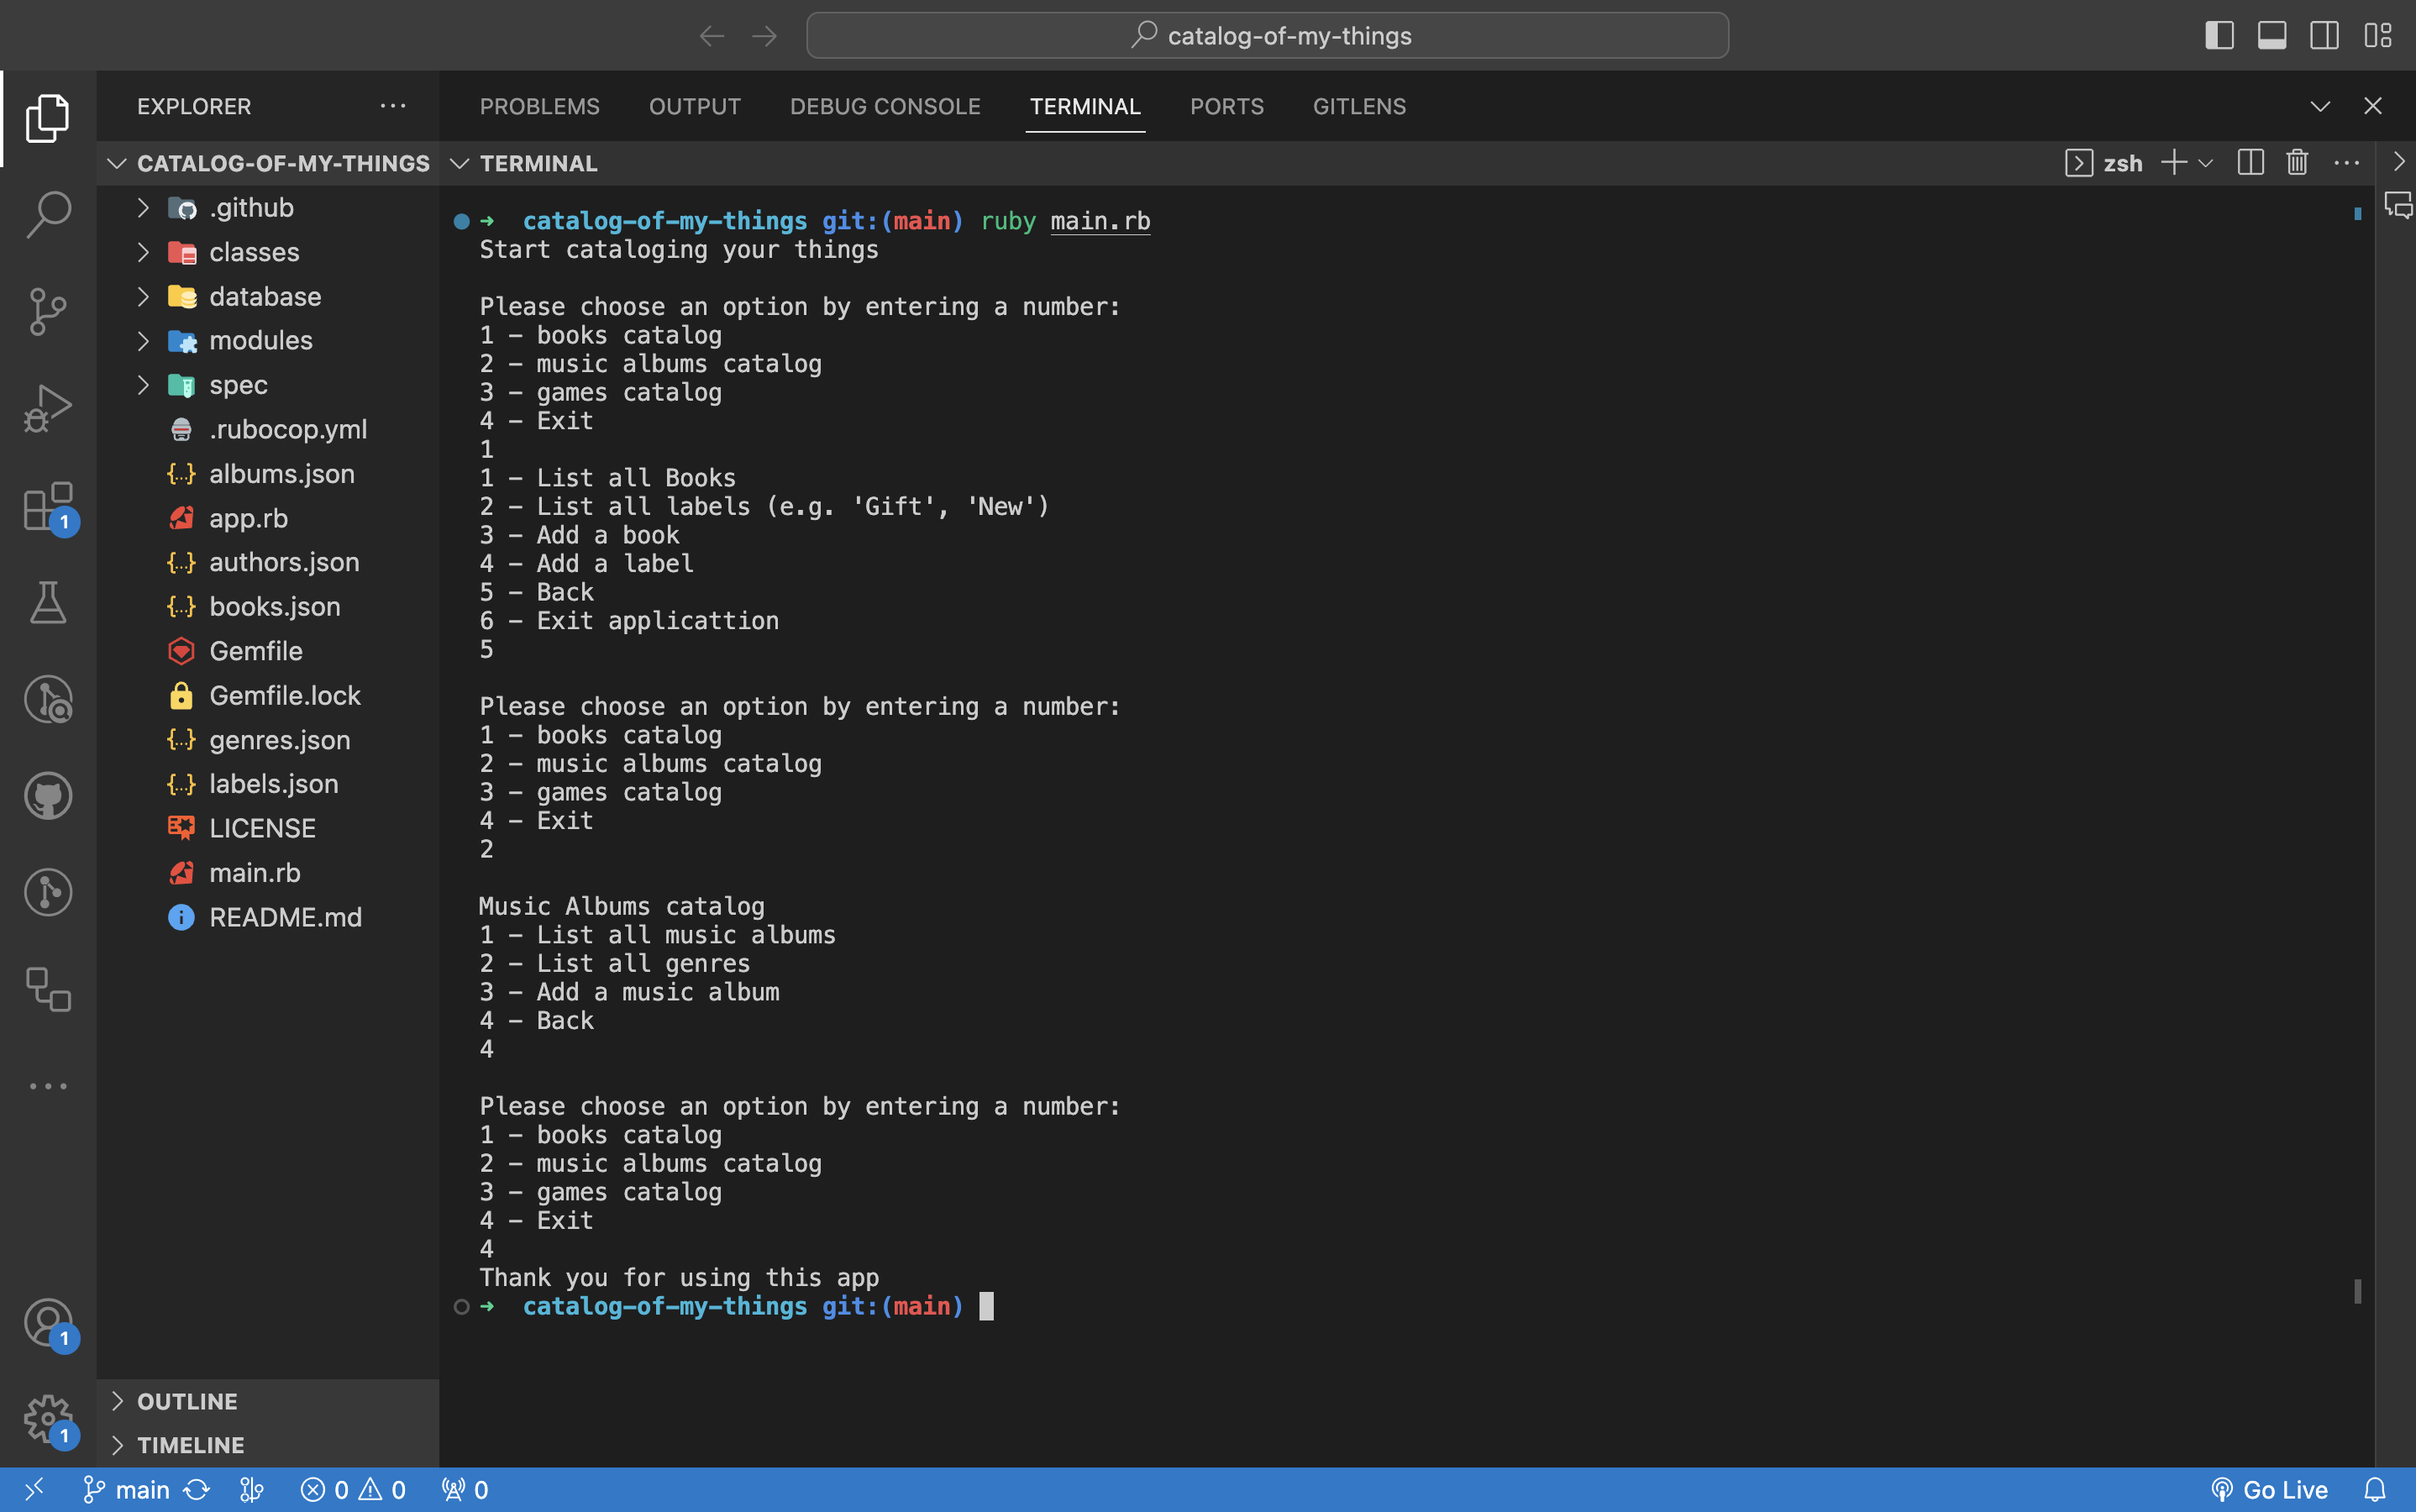 catalog-of-my-things
EXPLORER
PROBLEMS OUTPUT DEBUG CONSOLE TERMINAL PORTS GITLENS
CATALOG-OF-MY-THINGS
.github
classes
database
modules
spec
.rubocop.yml
albums.json
app.rb
authors.json
books.json
Gemfile
Gemfile.lock
genres.json
labels.json
LICENSE
main.rb
README.md
OUTLINE
TIMELINE
1
1
1
TERMINAL
zsh
→ catalog-of-my-things git:(main) ruby main.rb
Start cataloging your things
Please choose an option by entering a number:
1 - books catalog
2 - music albums catalog
3 - games catalog
4 - Exit
1
1 - List all Books
2 - List all labels (e.g. 'Gift', 'New')
3 - Add a book
4 - Add a label
5 - Back
6 - Exit applicattion
5
Please choose an option by entering a number:
1 - books catalog
2 - music albums catalog
3 - games catalog
4 - Exit
2
Music Albums catalog
1 - List all music albums
2 - List all genres
3 - Add a music album
4 - Back
4
Please choose an option by entering a number:
1 - books catalog
2 - music albums catalog
3 - games catalog
4 - Exit
4
Thank you for using this app
→ catalog-of-my-things git:(main)
main 0 0 0 Go Live